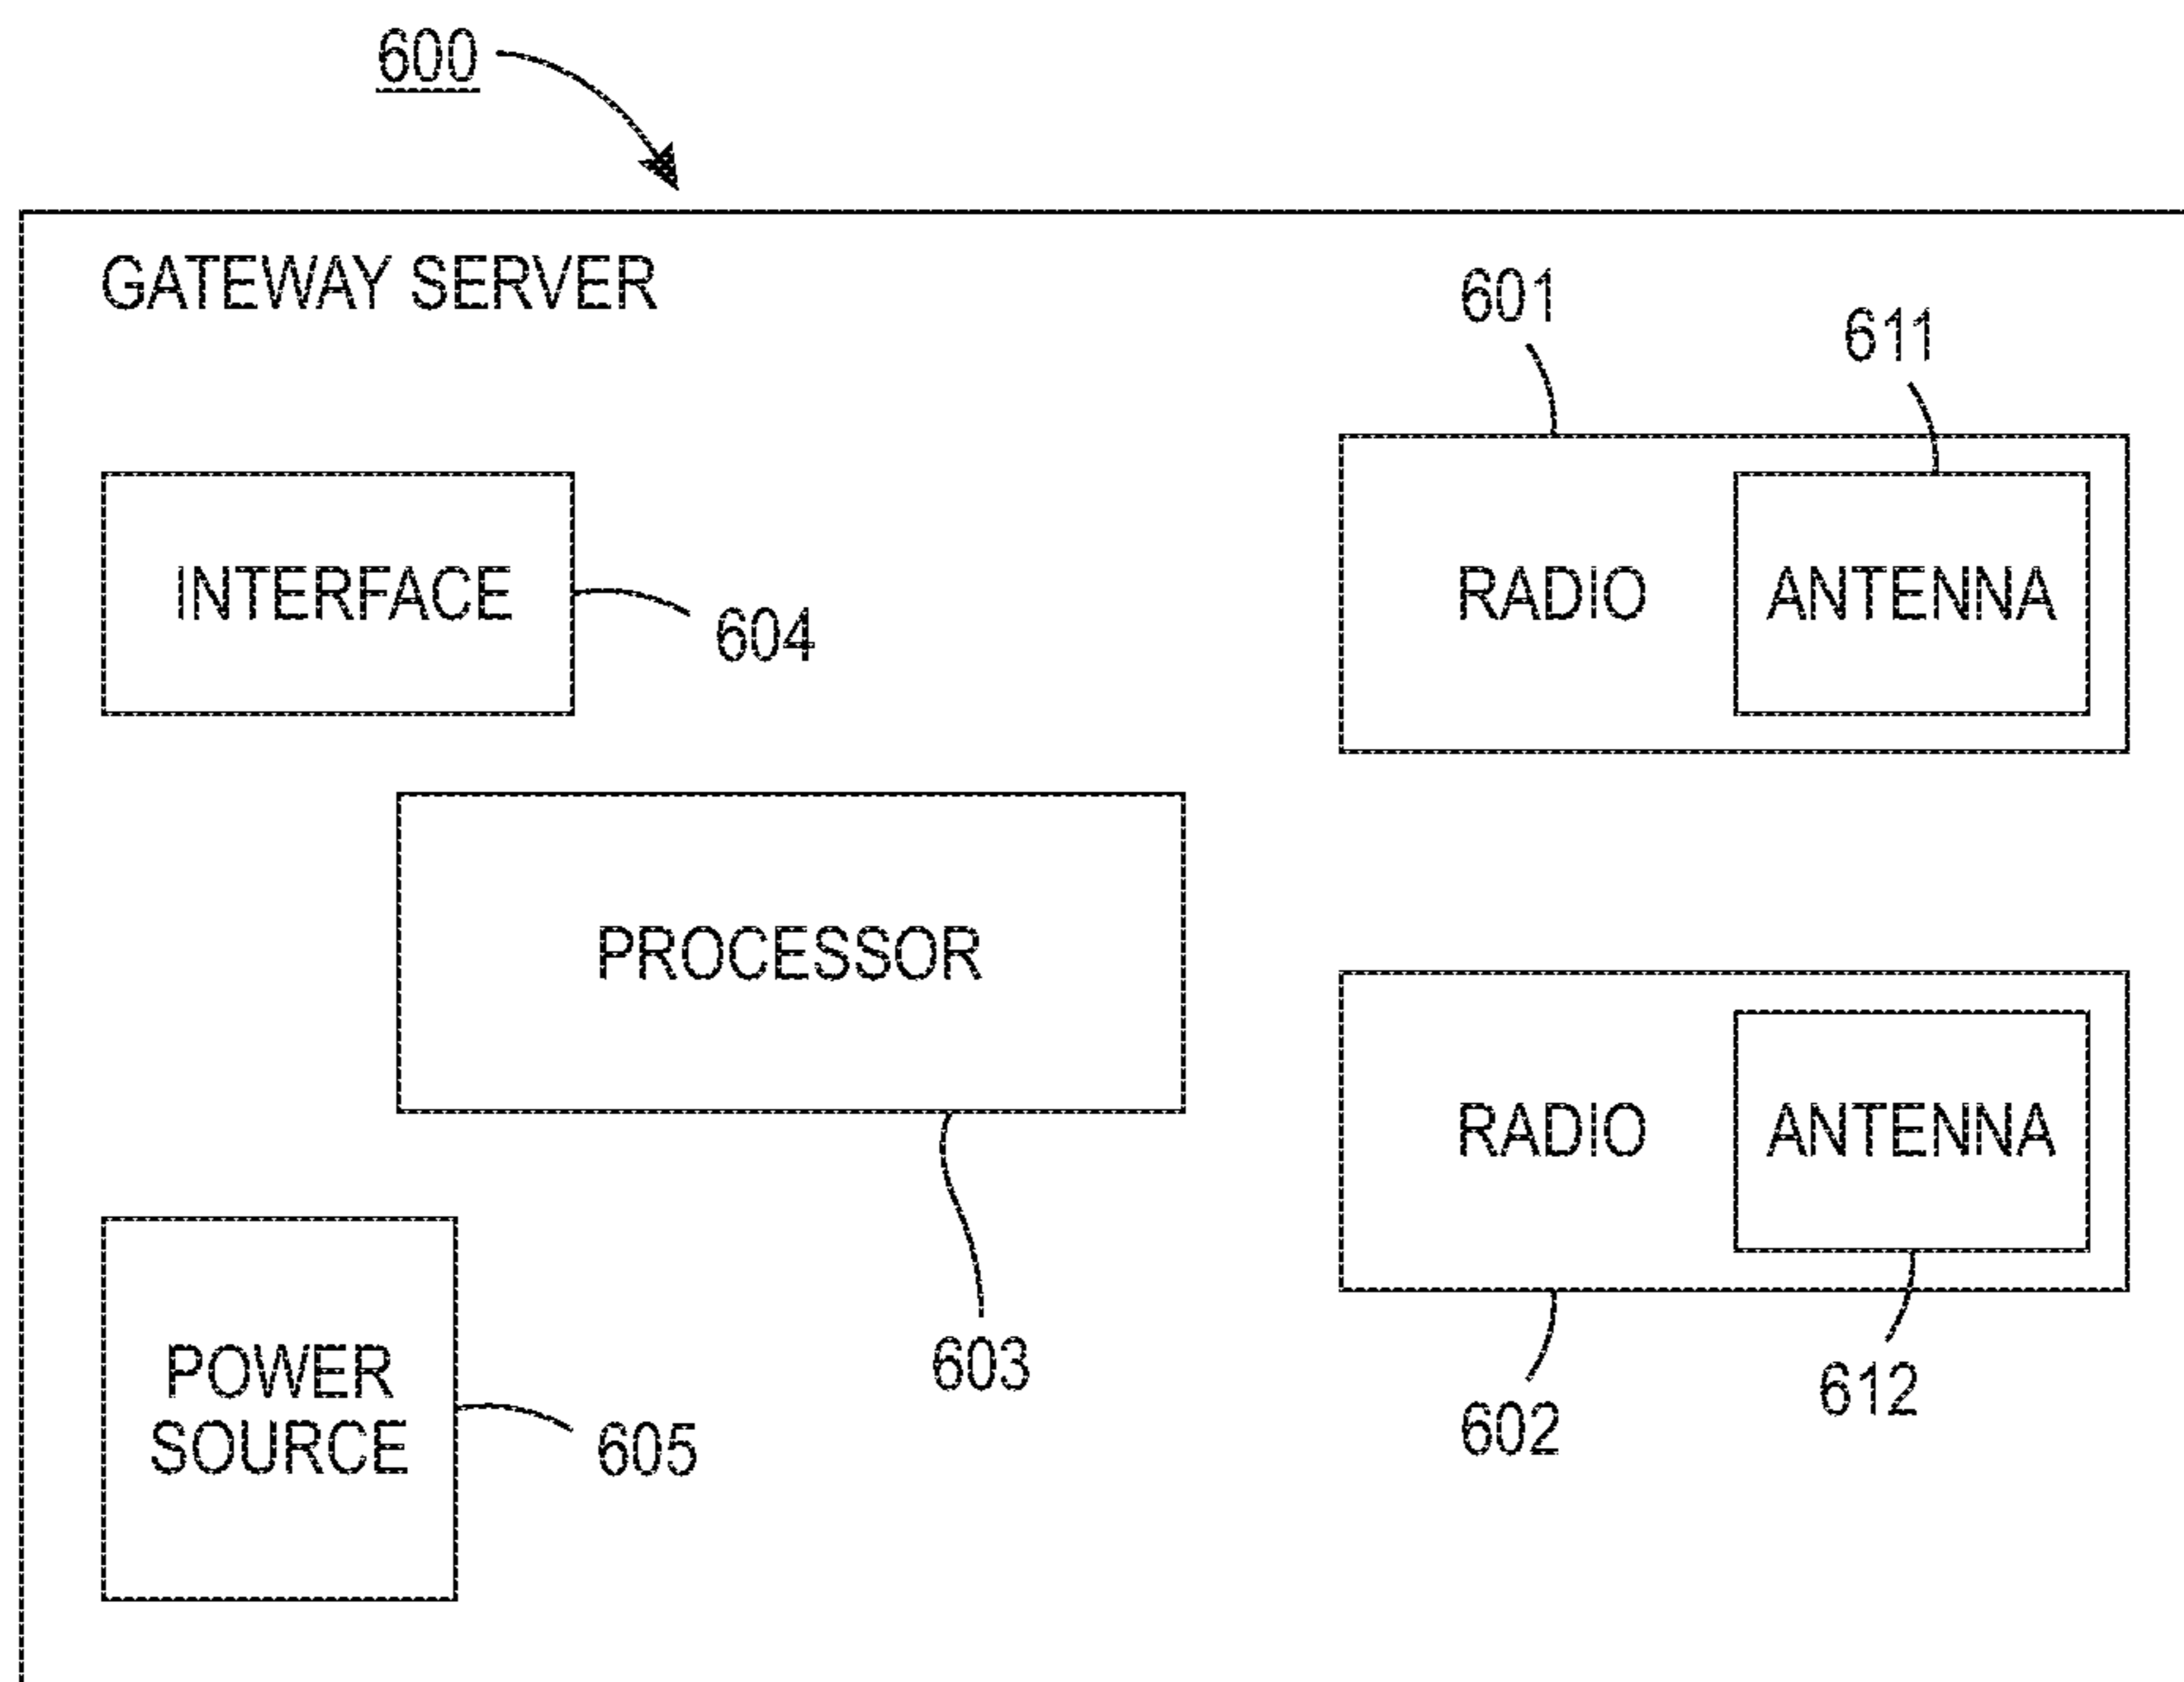 600
GATEWAY SERVER
601
611
INTERFACE
604
RADIO
ANTENNA
PROCESSOR
603
RADIO
ANTENNA
602
612
POWER
SOURCE
605